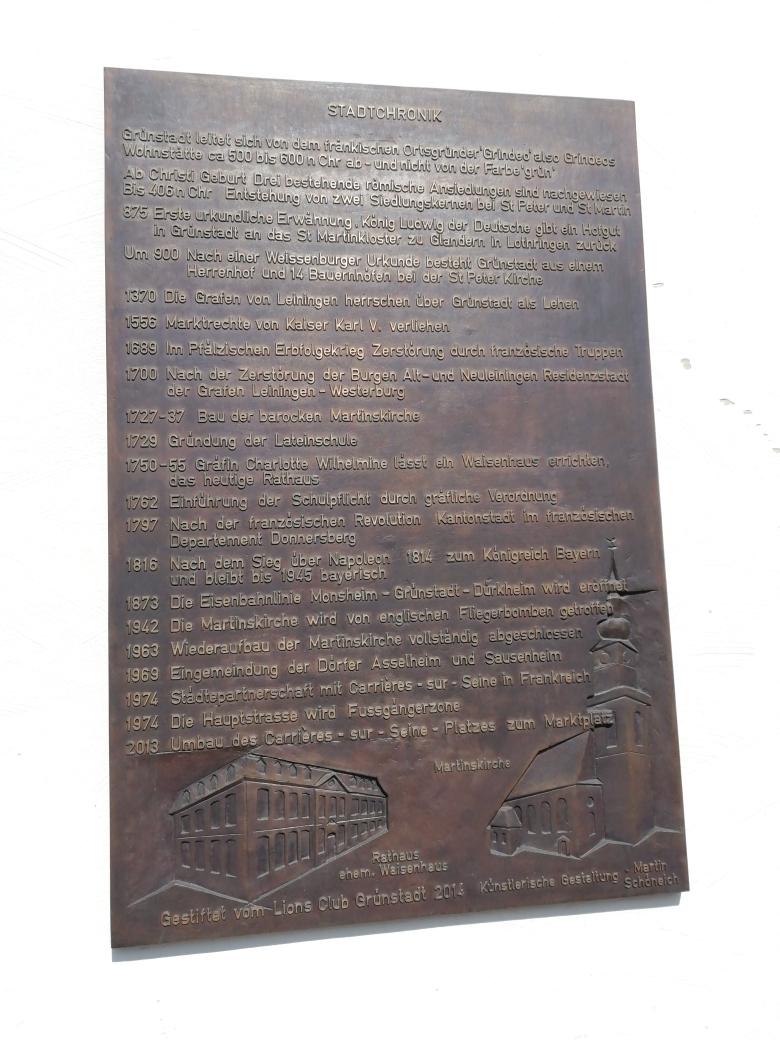 STADTCHRONIK
Grünstadt leitet sich von dem fränkischen Ortsgründer "Grindeo" also Grindeos
Wohnstätte ca 500 bis 600 n Chr ab - und nicht von der Farbe "grün"
Ab Christi Geburt Drei bestehende römische Ansiedlungen sind nachgewiesen
Bis 406 n Chr Entstehung von zwei Siedlungskernen bei St Peter und St Martin
875 Erste urkundliche Erwähnung, König Ludwig der Deutsche gibt ein Hofgut
in Grünstadt an das St Martinkloster zu Glandern in Lothringen zurück
Um 900 Nach einer Weissenburger Urkunde besteht Grünstadt aus einem
Herrenhof und 14 Bauernhöfen bei der St Peter Kirche
1370 Die Grafen von Leiningen herrschen über Grünstadt als Lehen
1556 Marktrechte von Kaiser Karl V. verliehen
1689 Im Pfälzischen Erbfolgekrieg Zerstörung durch französische Truppen
1700 Nach der Zerstörung der Burgen Alt- und Neuleiningen Residenzstadt
der Grafen Leiningen - Westerburg
1727-37 Bau der barocken Martinskirche
1729 Gründung der Lateinschule
1750-55 Gräfin Charlotte Wilhelmine lässt ein Waisenhaus errichten,
das heutige Rathaus
1762 Einführung der Schulpflicht durch gräfliche Verordnung
1797 Nach der französischen Revolution Kantonstadt im französischen
Departement Donnersberg
1816 Nach dem Sieg über Napoleon 1814 zum Königreich Bayern
und bleibt bis 1945 bayerisch
1873 Die Eisenbahnlinie Monsheim - Grünstadt - Dürkheim wird eröffnet
1942 Die Martinskirche wird von englischen Fliegerbomben getroffen
1963 Wiederaufbau der Martinskirche vollständig abgeschlossen
1969 Eingemeindung der Dörfer Asselheim und Sausenheim
1974 Städtepartnerschaft mit Carrières - sur - Seine in Frankreich
1974 Die Hauptstrasse wird Fussgängerzone
2013 Umbau des Carrières - sur - Seine - Platzes zum Marktplatz
Martinskirche
Rathaus
ehem. Waisenhaus
Gestiftet vom Lions Club Grünstadt 2014
Künstlerische Gestaltung Martin
Schöneich